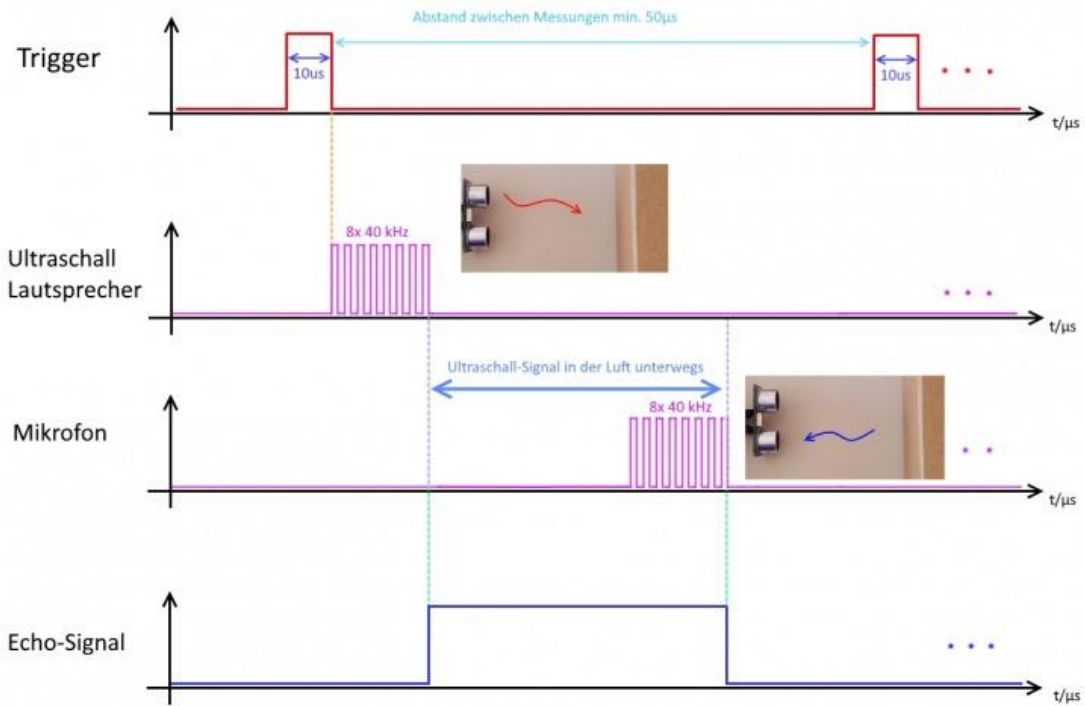 Abstand zwischen Messungen min. 50µs
Trigger
10us
10us
t/µs
8x 40 kHz
Ultraschall
Lautsprecher
t/µs
Ultraschall-Signal in der Luft unterwegs
8x 40 kHz
Mikrofon
t/µs
Echo-Signal
t/µs